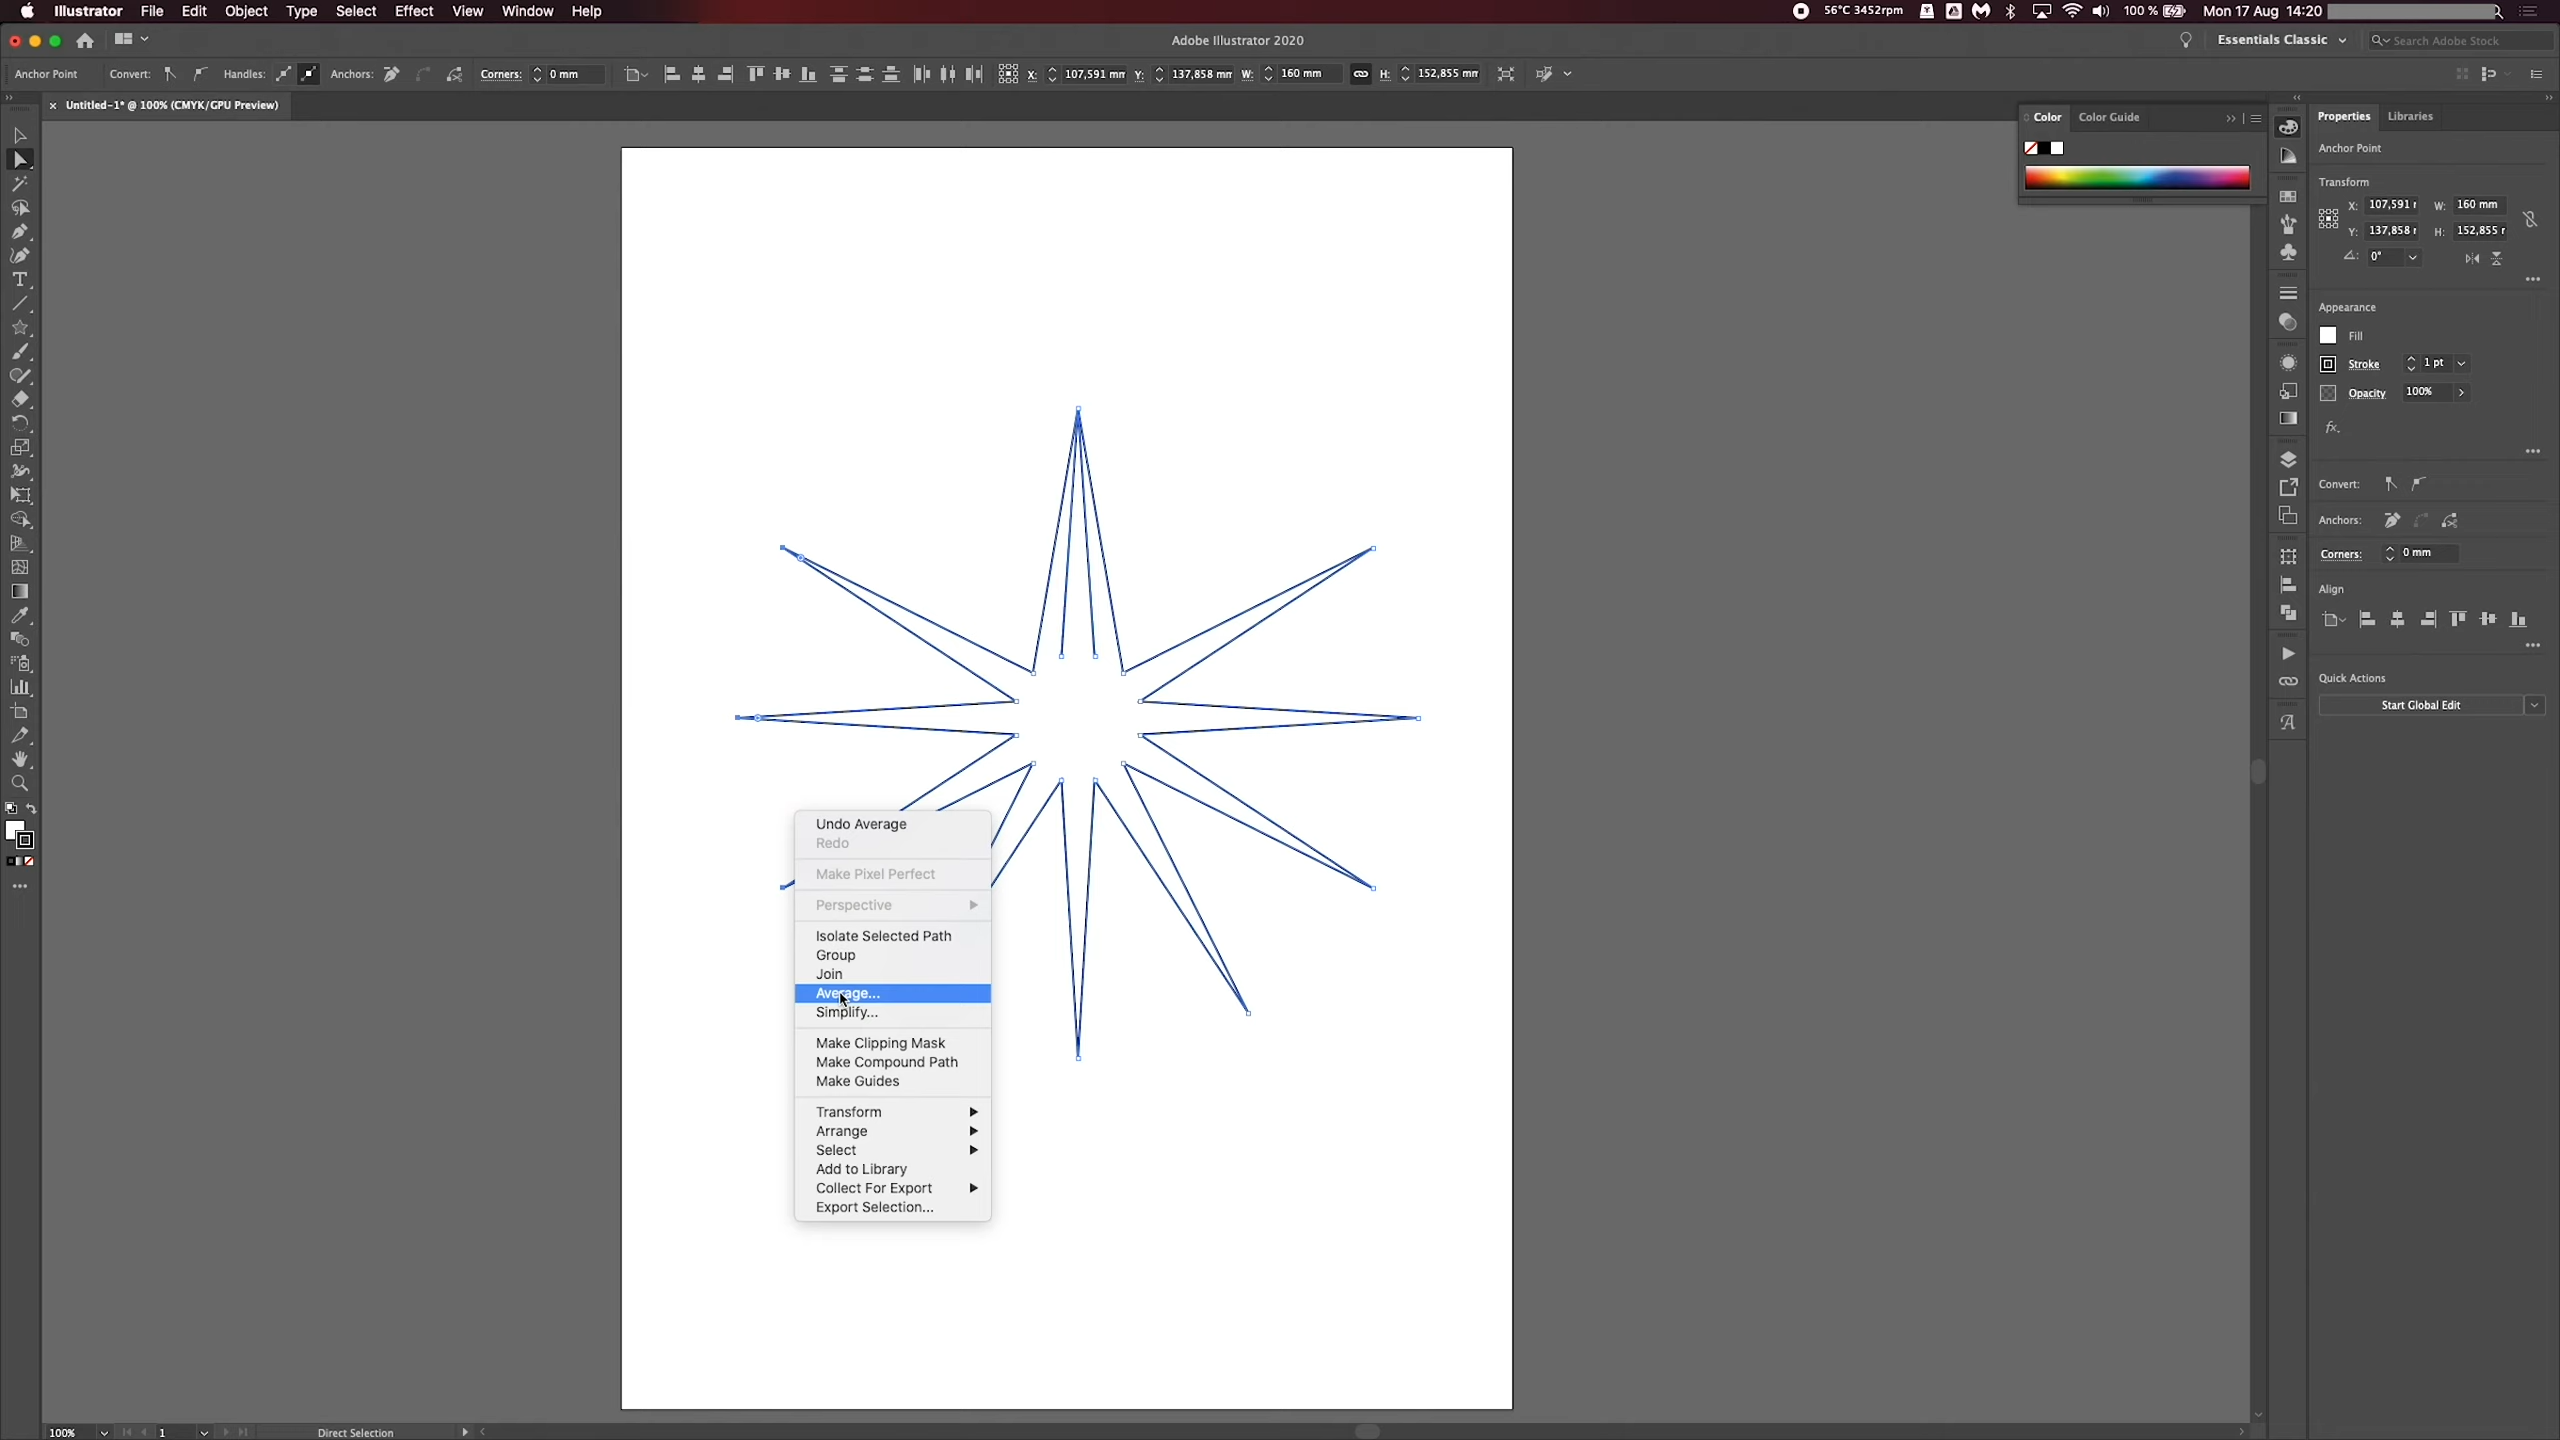 Illustrator File Edit Object Type Select Effect View Window Help
56°C 3452rpm 100 % Mon 17 Aug 14:20
Adobe Illustrator 2020
Essentials Classic Search Adobe Stock
Anchor Point Convert: Handles: Anchors: Corners: 0 mm X: 107,591 mm Y: 137,858 mm W: 160 mm H: 152,855 mm
× Untitled-1* @ 100% (CMYK/GPU Preview)
Color Color Guide
Properties Libraries
Anchor Point
Transform
X: 107,591 W: 160 mm
Y: 137,858 H: 152,855
0°
Appearance
Fill
Stroke 1 pt
Opacity 100%
fx.
Convert:
Anchors:
Corners: 0 mm
Align
Quick Actions
Start Global Edit
Undo Average
Redo
Make Pixel Perfect
Perspective
Isolate Selected Path
Group
Join
Average...
Simplify...
Make Clipping Mask
Make Compound Path
Make Guides
Transform
Arrange
Select
Add to Library
Collect For Export
Export Selection...
100% 1 Direct Selection